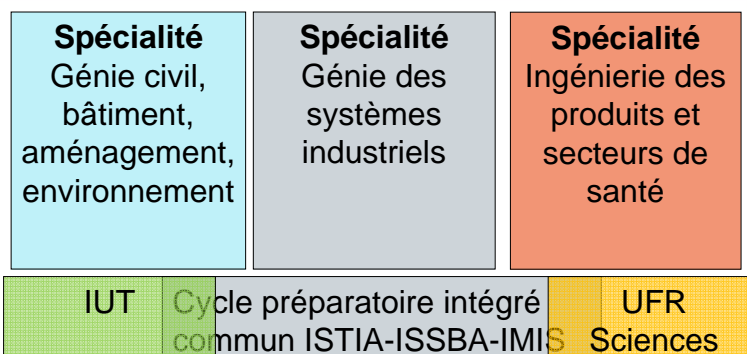 Spécialité
Génie civil,
bâtiment,
aménagement,
environnement
Spécialité
Génie des
systèmes
industriels
Spécialité
Ingénierie des
produits et
secteurs de
santé
IUT
Cycle préparatoire intégré
commun ISTIA-ISSBA-IMIS
UFR
Sciences